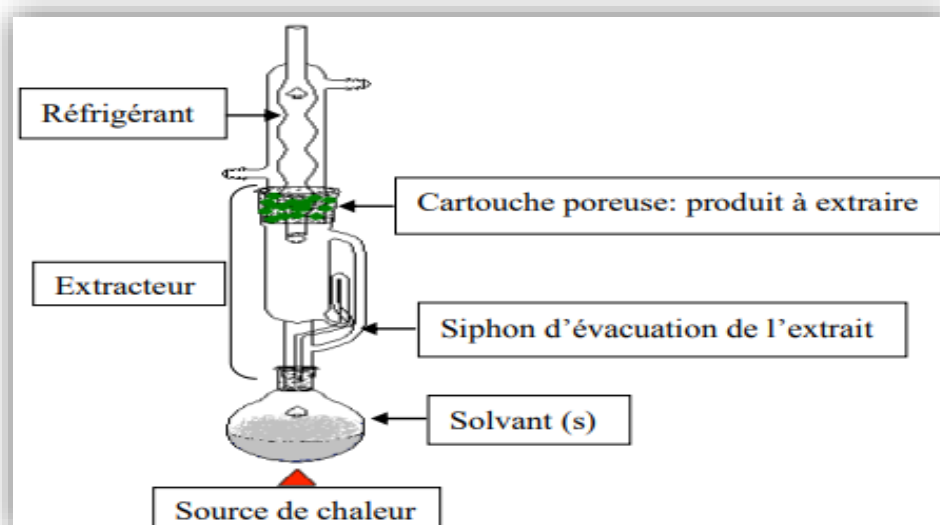 Réfrigérant
Cartouche poreuse: produit à extraire
Extracteur
Siphon d’évacuation de l’extrait
Solvant (s)
Source de chaleur